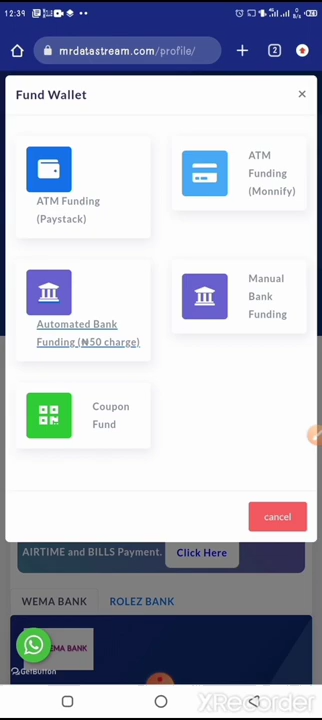 12:39
mrdatastream.com/profile/
2
Fund Wallet
×
ATM Funding
(Paystack)
ATM
Funding
(Monnify)
Automated Bank
Funding (₦50 charge)
Manual
Bank
Funding
Coupon
Fund
cancel
AIRTIME and BILLS Payment.
Click Here
WEMA BANK
ROLEZ BANK
EMA BANK
GetButton
XRecorder